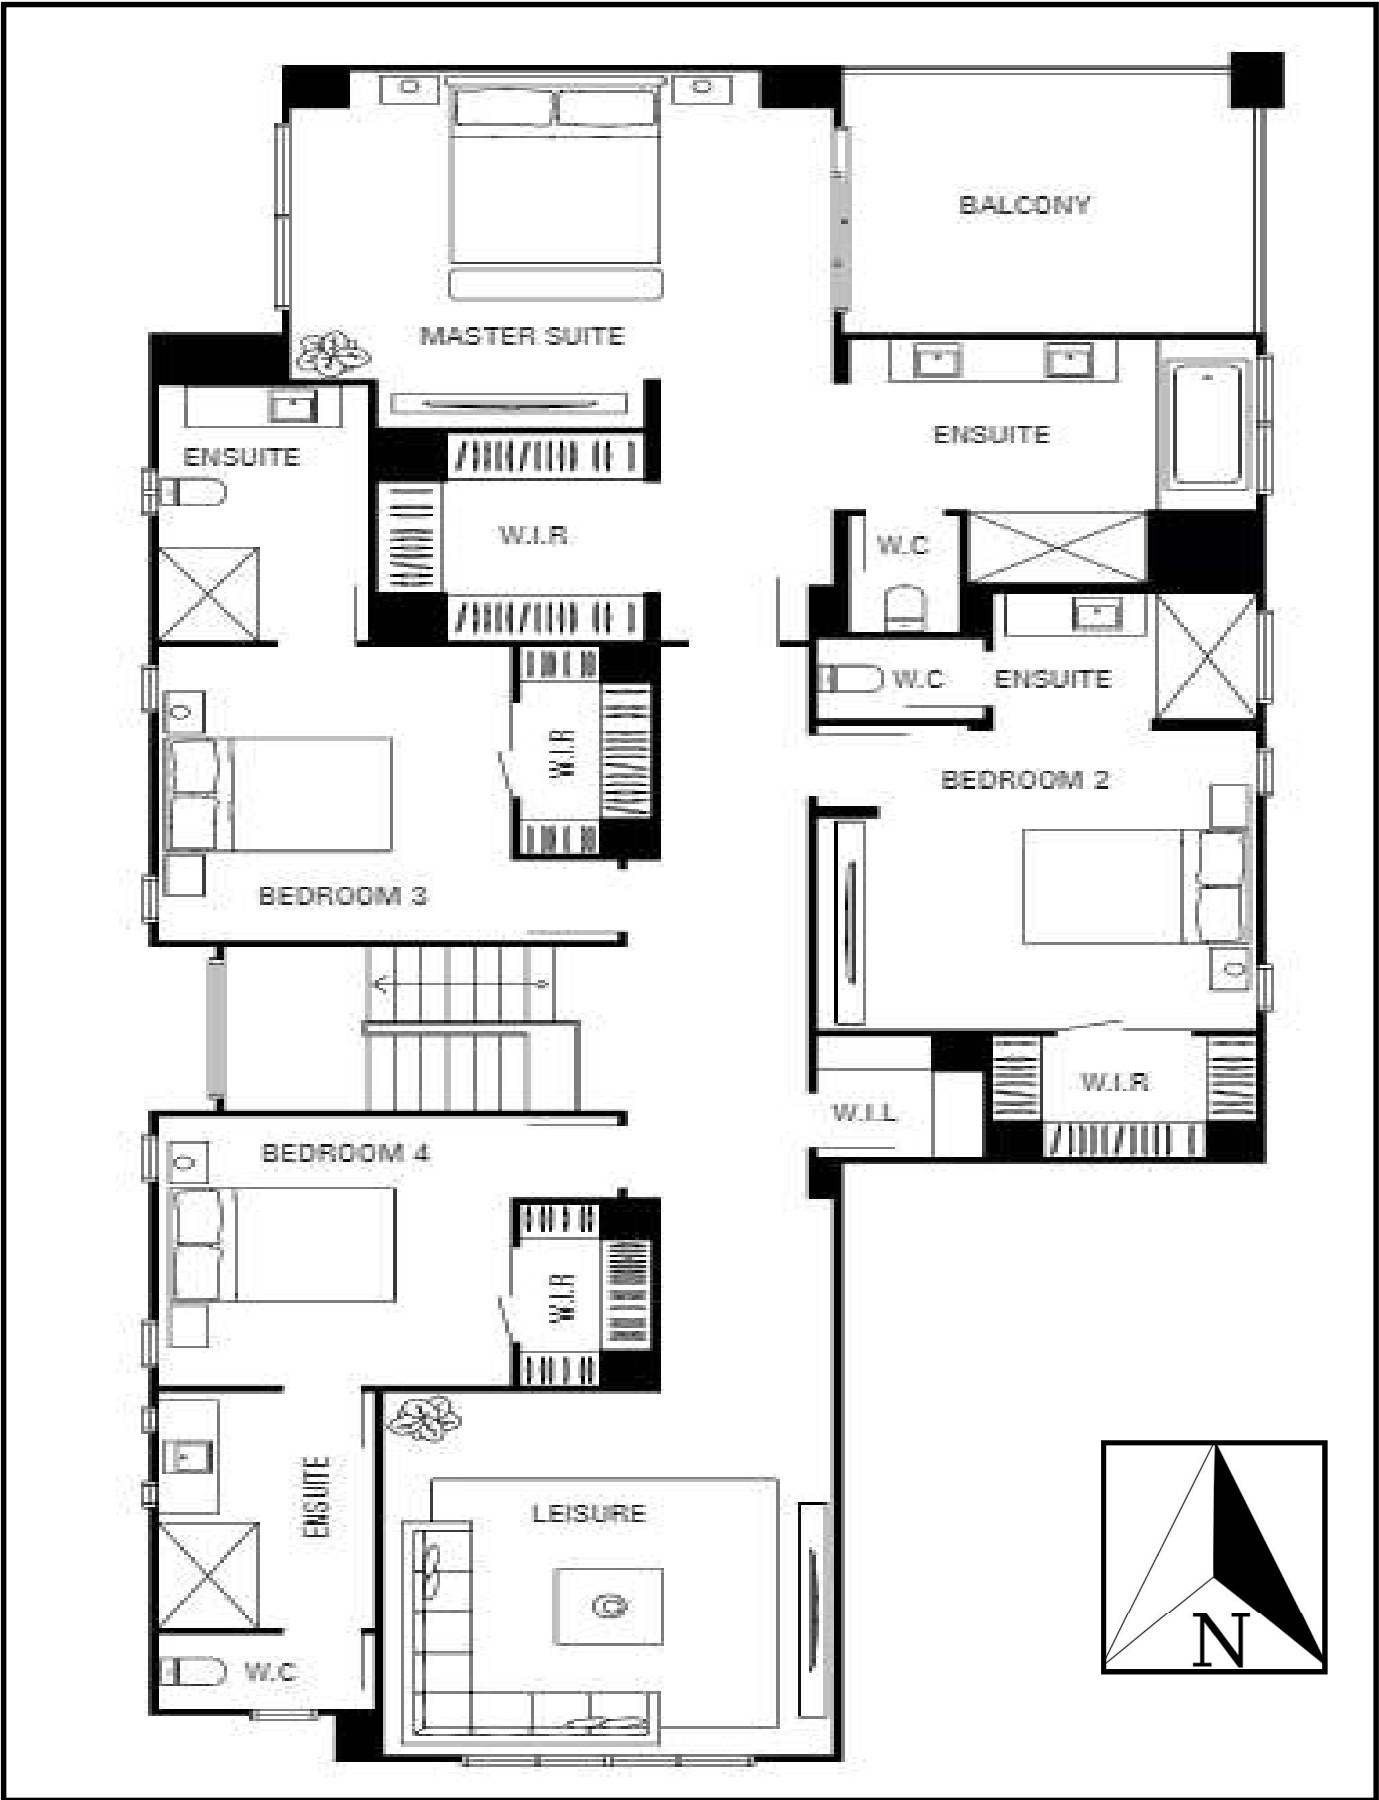 BALCONY
MASTER SUITE
ENSUITE
ENSUITE
W.I.R
W.C
W.C
ENSUITE
W.I.R
BEDROOM 2
BEDROOM 3
W.I.R
W.I.L
BEDROOM 4
W.I.R
ENSUITE
LEISURE
W.C
N